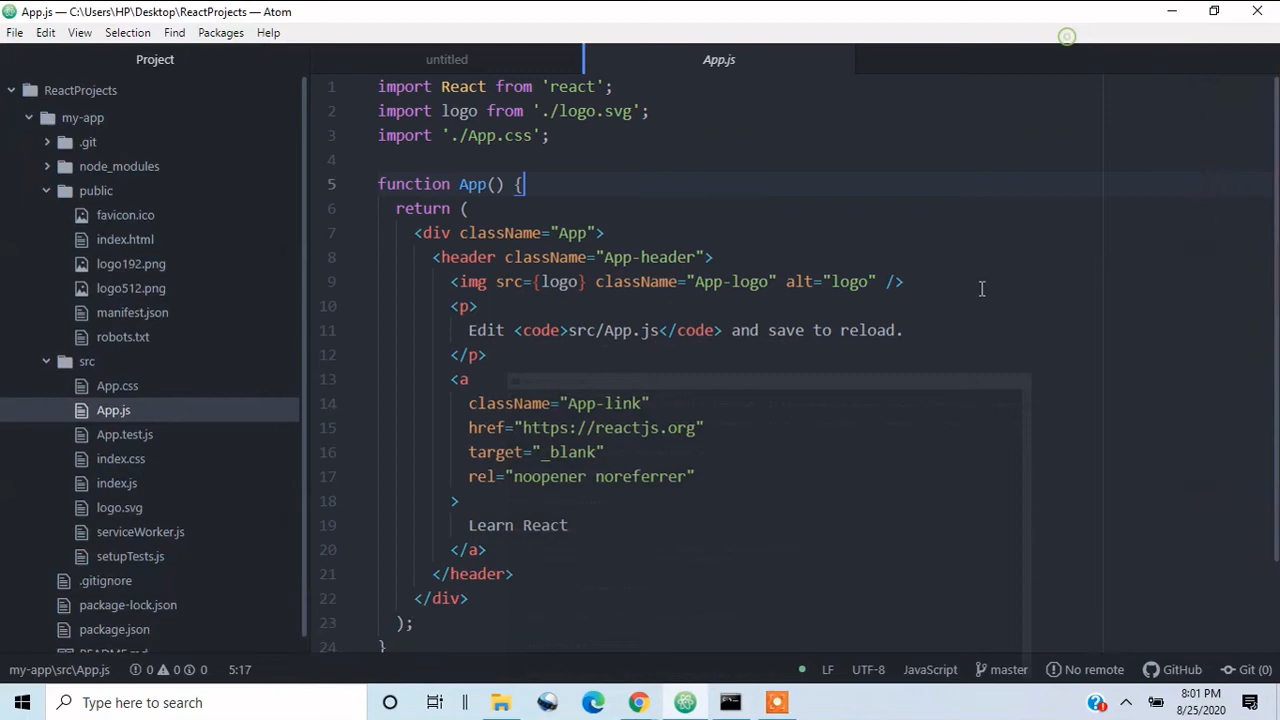 App.js — C:\Users\HP\Desktop\ReactProjects — Atom
File Edit View Selection Find Packages Help
Project
untitled
App.js
ReactProjects
my-app
.git
node_modules
public
favicon.ico
index.html
logo192.png
logo512.png
manifest.json
robots.txt
src
App.css
App.js
App.test.js
index.css
index.js
logo.svg
serviceWorker.js
setupTests.js
.gitignore
package-lock.json
package.json
README.md
1 import React from 'react';
2 import logo from './logo.svg';
3 import './App.css';
4
5 function App() {
6 return (
7 <div className="App">
8 <header className="App-header">
9 <img src={logo} className="App-logo" alt="logo" />
10 <p>
11 Edit <code>src/App.js</code> and save to reload.
12 </p>
13 <a
14 className="App-link"
15 href="https://reactjs.org"
16 target="_blank"
17 rel="noopener noreferrer"
18 >
19 Learn React
20 </a>
21 </header>
22 </div>
23 );
24 }
my-app\src\App.js 0 0 0 5:17 LF UTF-8 JavaScript master No remote GitHub Git (0)
Type here to search
8:01 PM
8/25/2020